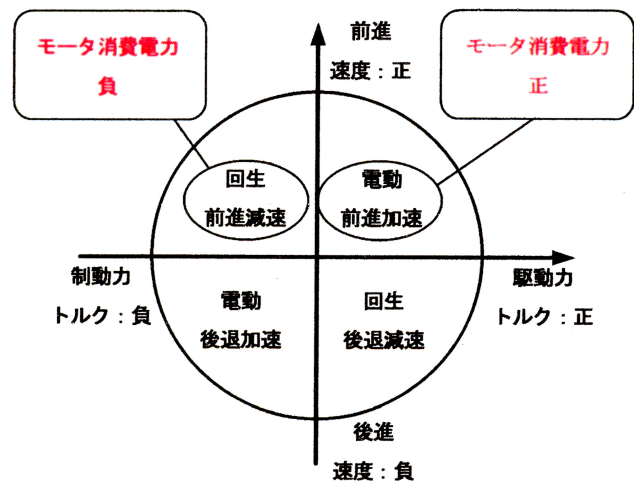 モータ消費電力
負
前進
速度：正
モータ消費電力
正
回生
前進減速
電動
前進加速
制動力
トルク：負
駆動力
トルク：正
電動
後退加速
回生
後退減速
後進
速度：負